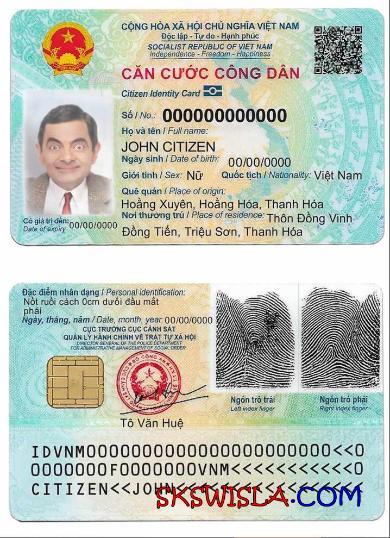 CỘNG HÒA XÃ HỘI CHỦ NGHĨA VIỆT NAM
Độc lập - Tự do - Hạnh phúc
SOCIALIST REPUBLIC OF VIET NAM
Independence - Freedom - Happiness
CĂN CƯỚC CÔNG DÂN
Citizen Identity Card
Số / No.: 000000000000
Họ và tên / Full name:
JOHN CITIZEN
Ngày sinh / Date of birth: 00/00/0000
Giới tính / Sex: Nữ Quốc tịch / Nationality: Việt Nam
Quê quán / Place of origin:
Hoằng Xuyên, Hoằng Hóa, Thanh Hóa
Có giá trị đến: 00/00/0000
Date of expiry
Nơi thường trú / Place of residence: Thôn Đồng Vinh
Đồng Tiến, Triệu Sơn, Thanh Hóa
Đặc điểm nhân dạng / Personal identification:
Nốt ruồi cách 0cm dưới đầu mắt
phải
Ngày, tháng, năm / Date, month, year: 00/00/0000
CỤC TRƯỞNG CỤC CẢNH SÁT
QUẢN LÝ HÀNH CHÍNH VỀ TRẬT TỰ XÃ HỘI
DIRECTOR GENERAL OF THE POLICE DEPARTMENT
FOR ADMINISTRATIVE MANAGEMENT OF SOCIAL ORDER
Tô Văn Huệ
Ngón trỏ trái
Left index finger
Ngón trỏ phải
Right index finger
IDVNM0000000000000000000000<<0
0000000F0000000VNM<<<<<<<<<<<0
CITIZEN<<JOHN<<<<<<<<<<<<<<<<<
SKSWISLA.COM